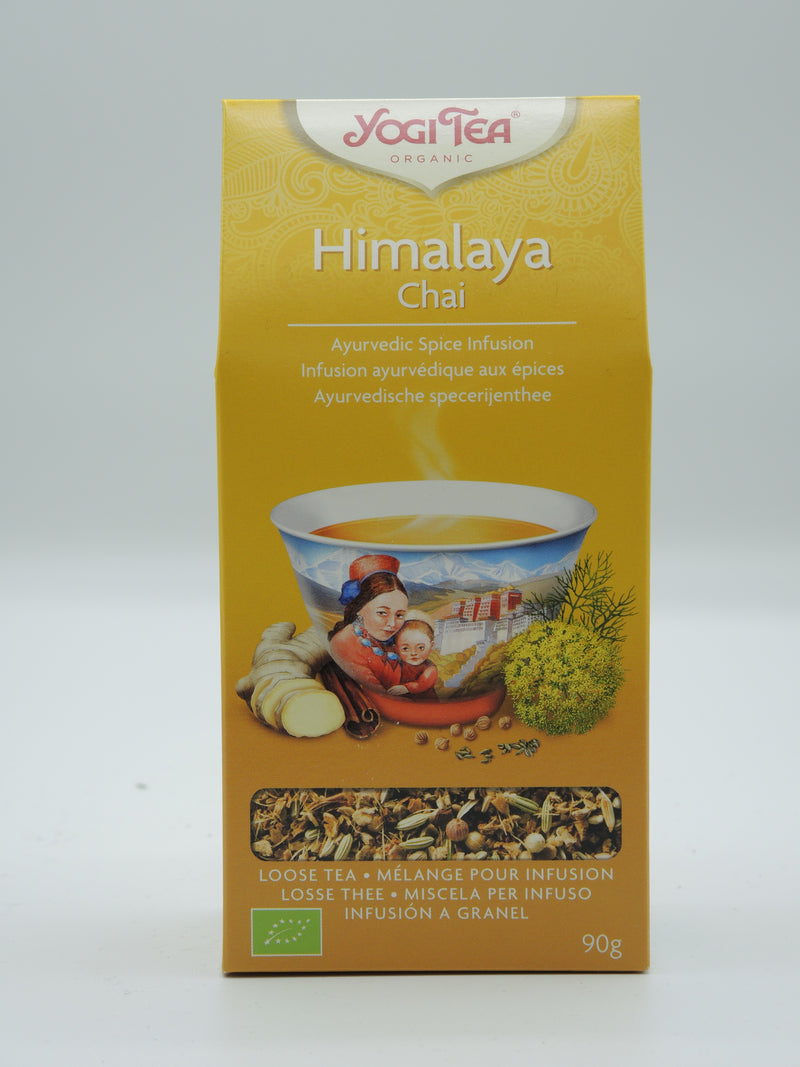 YOGI TEA®
ORGANIC
Himalaya
Chai
Ayurvedic Spice Infusion
Infusion ayurvédique aux épices
Ayurvedische specerijenthee
LOOSE TEA • MÉLANGE POUR INFUSION
LOSSE THEE • MISCELA PER INFUSO
INFUSIÓN A GRANEL
90g